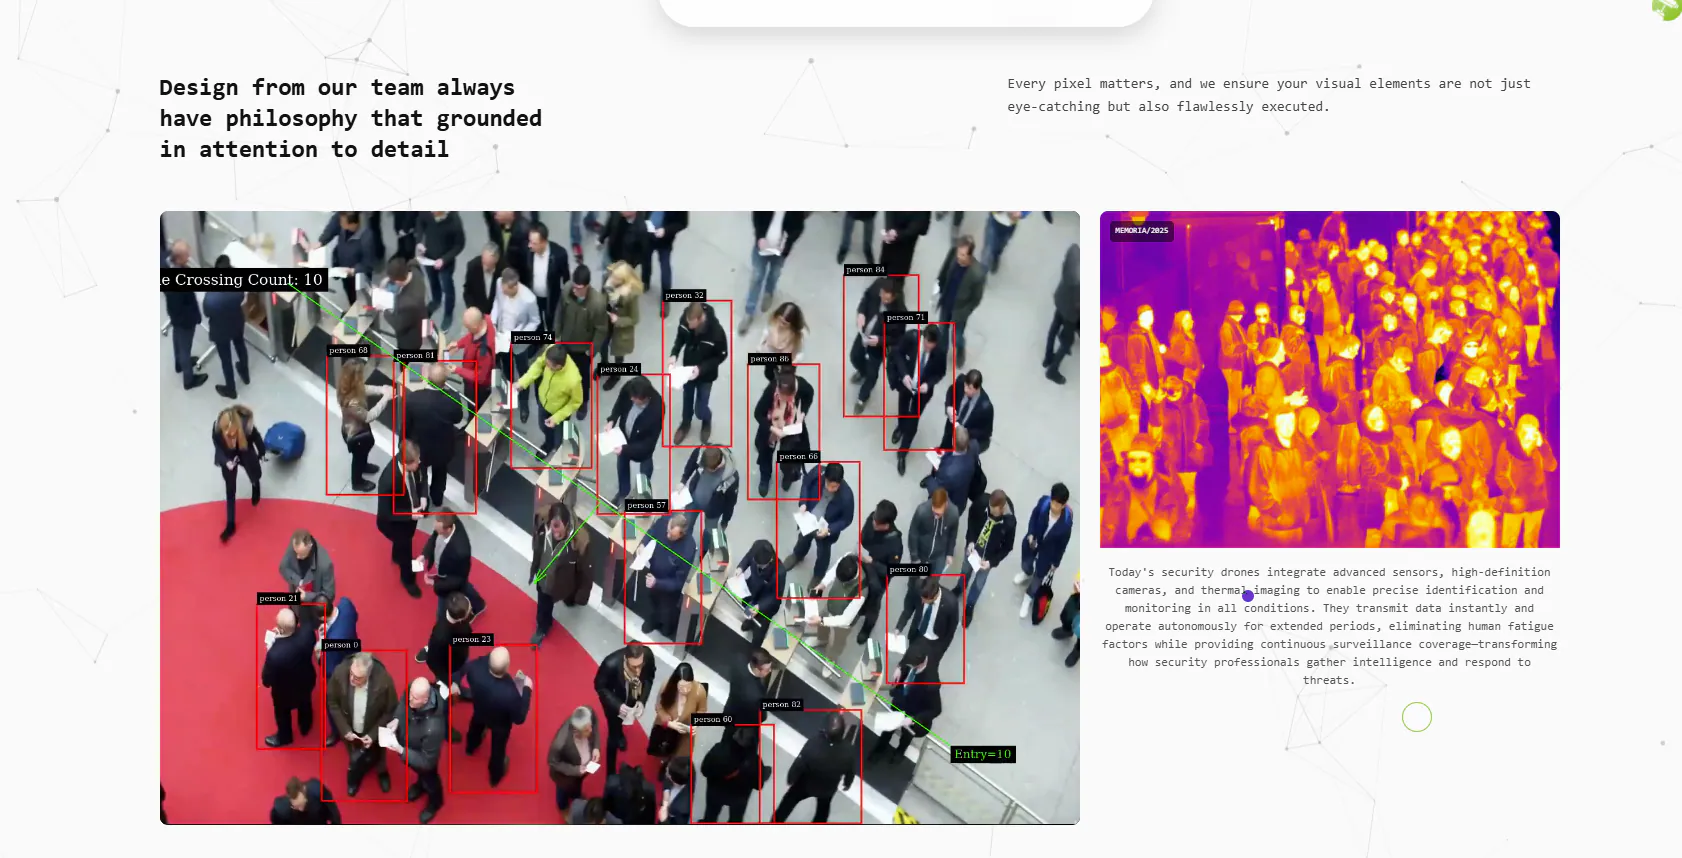 Design from our team always
have philosophy that grounded
in attention to detail
Every pixel matters, and we ensure your visual elements are not just
eye-catching but also flawlessly executed.
e Crossing Count: 10
person 84
person 32
person 71
person 74
person 68
person 81
person 86
person 24
person 66
person 57
person 80
person 21
person 0
person 23
person 82
person 60
Entry=10
MEMORIA/2025
Today's security drones integrate advanced sensors, high-definition
cameras, and thermal imaging to enable precise identification and
monitoring in all conditions. They transmit data instantly and
operate autonomously for extended periods, eliminating human fatigue
factors while providing continuous surveillance coverage—transforming
how security professionals gather intelligence and respond to
threats.